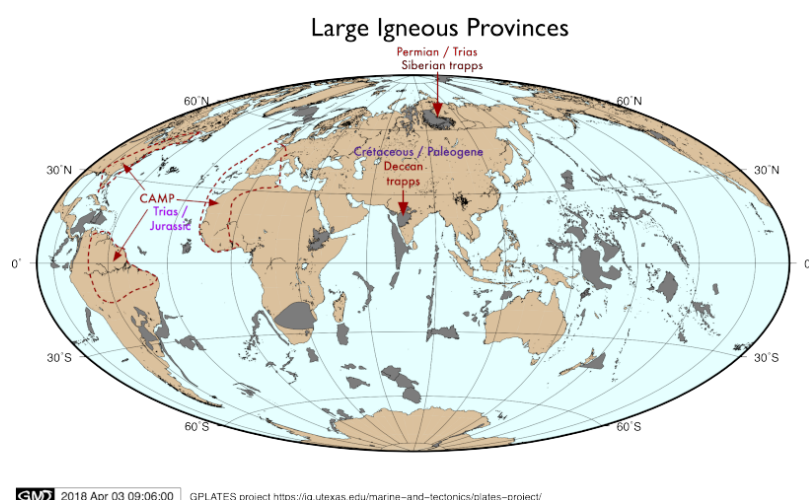 Large Igneous Provinces
Permian / Trias
Siberian trapps
60˚N
60˚N
Crétaceous / Paléogene
Deccan
trapps
30˚N
30˚N
CAMP
Trias /
Jurassic
0˚
0
30˚S
30˚S
60˚S
60˚S
GMT 2018 Apr 03 09:06:00 GPLATES project https://ig.utexas.edu/marine−and−tectonics/plates−project/